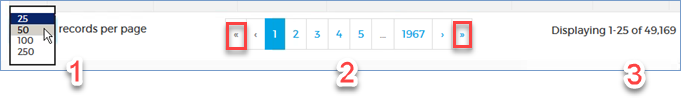 25
50
100
250
records per page
« ‹ 1 2 3 4 5 ... 1967 › »
Displaying 1-25 of 49,169
1 2 3